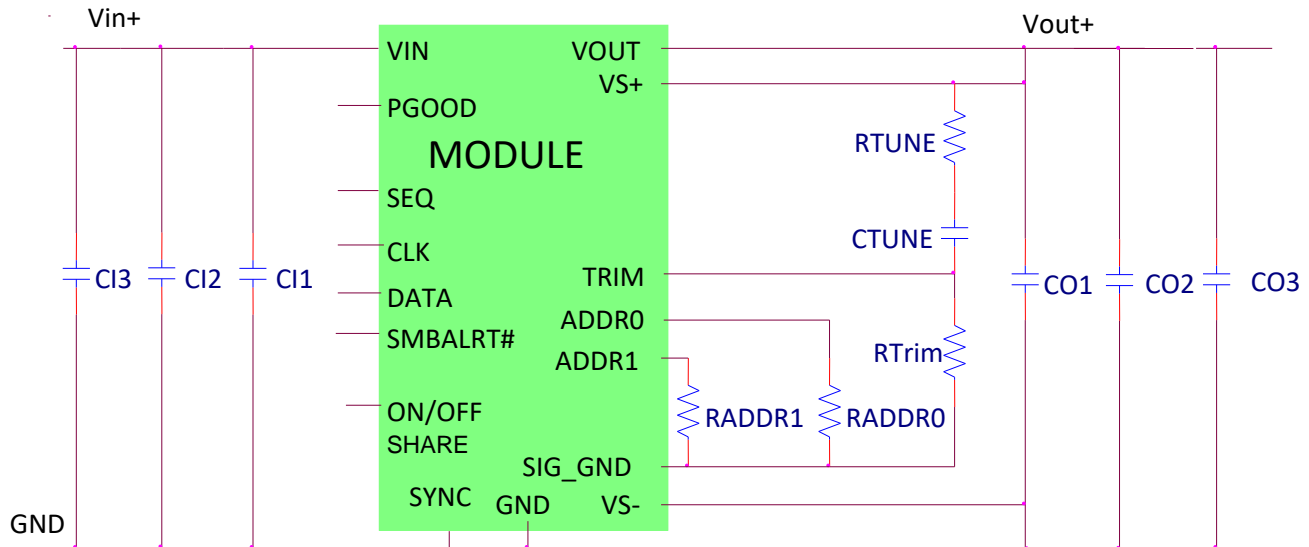 Vin+
Vout+
VIN
VOUT
VS+
PGOOD
RTUNE
MODULE
SEQ
CTUNE
CLK
TRIM
CI3
CI2
CI1
CO1
CO2
CO3
DATA
ADDR0
SMBALRT#
RTrim
ADDR1
ON/OFF
RADDR1
RADDR0
SHARE
SIG_GND
SYNC
GND
VS-
GND